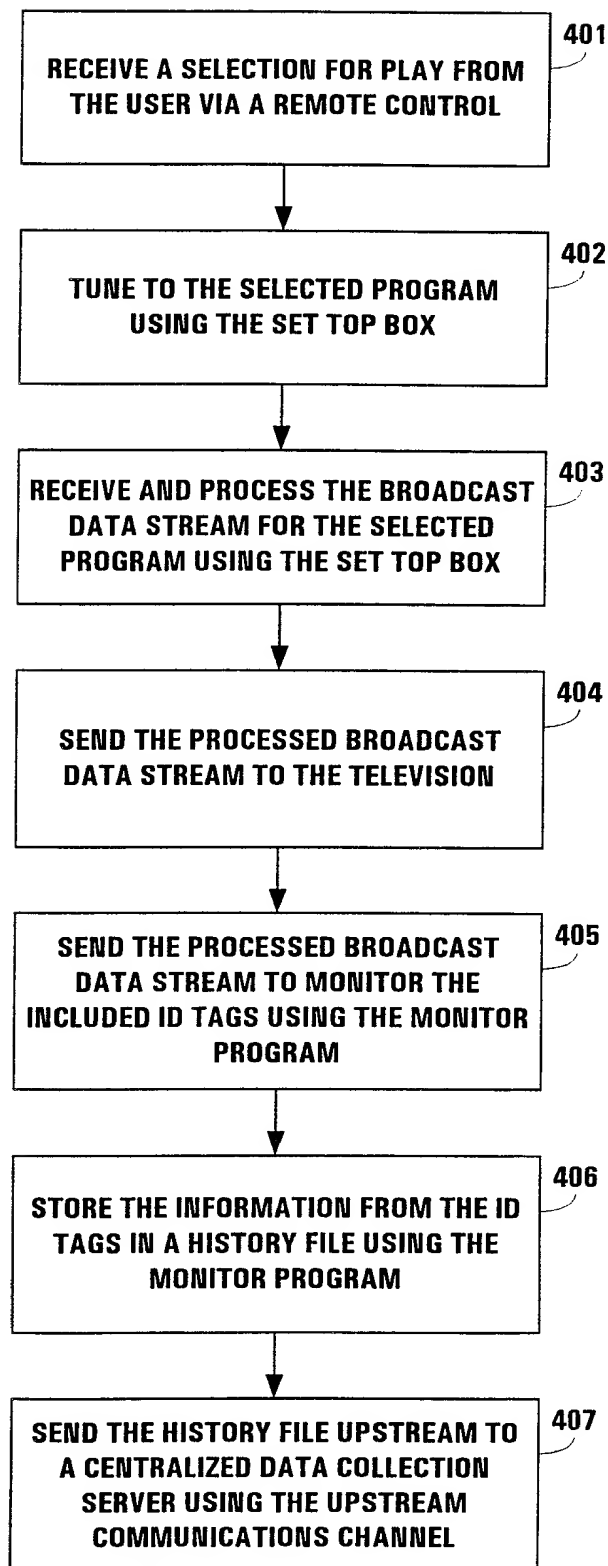 401
RECEIVE A SELECTION FOR PLAY FROM
THE USER VIA A REMOTE CONTROL
402
TUNE TO THE SELECTED PROGRAM
USING THE SET TOP BOX
403
RECEIVE AND PROCESS THE BROADCAST
DATA STREAM FOR THE SELECTED
PROGRAM USING THE SET TOP BOX
404
SEND THE PROCESSED BROADCAST
DATA STREAM TO THE TELEVISION
405
SEND THE PROCESSED BROADCAST
DATA STREAM TO MONITOR THE
INCLUDED ID TAGS USING THE MONITOR
PROGRAM
406
STORE THE INFORMATION FROM THE ID
TAGS IN A HISTORY FILE USING THE
MONITOR PROGRAM
407
SEND THE HISTORY FILE UPSTREAM TO
A CENTRALIZED DATA COLLECTION
SERVER USING THE UPSTREAM
COMMUNICATIONS CHANNEL